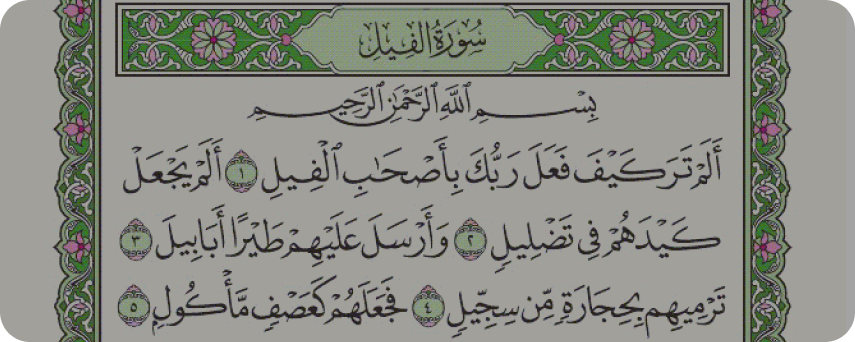 سُورَةُ الْفِيلِ
بِسْمِ ٱللَّهِ ٱلرَّحْمَٰنِ ٱلرَّحِيمِ
أَلَمْ تَرَ كَيْفَ فَعَلَ رَبُّكَ بِأَصْحَٰبِ ٱلْفِيلِ ١ أَلَمْ يَجْعَلْ
كَيْدَهُمْ فِي تَضْلِيلٍ ٢ وَأَرْسَلَ عَلَيْهِمْ طَيْرًا أَبَابِيلَ ٣
تَرْمِيهِم بِحِجَارَةٍ مِّن سِجِّيلٍ ٤ فَجَعَلَهُمْ كَعَصْفٍ مَّأْكُولٍ ٥